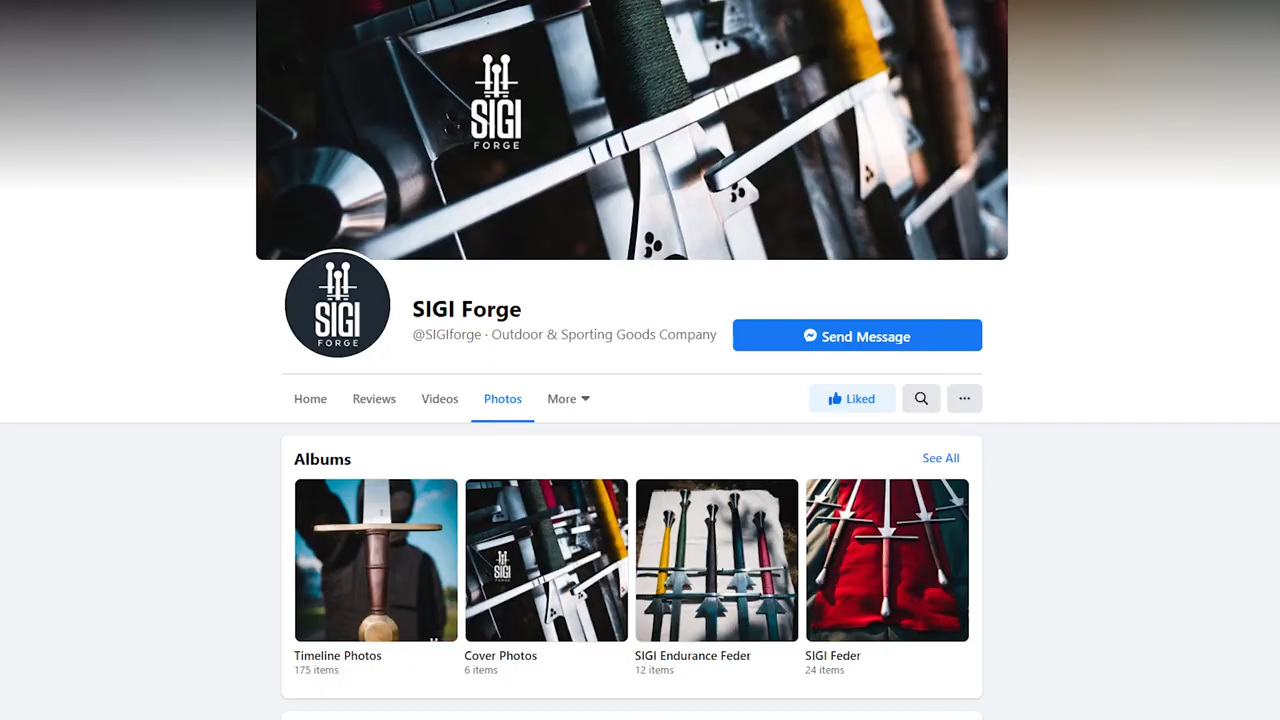 SIGI
FORGE
SIGI
FORGE
SIGI Forge
@SIGIforge · Outdoor & Sporting Goods Company
Send Message
Home Reviews Videos Photos More
Liked
Albums
See All
SIGI
Timeline Photos Cover Photos SIGI Endurance Feder SIGI Feder
175 items 6 items 12 items 24 items